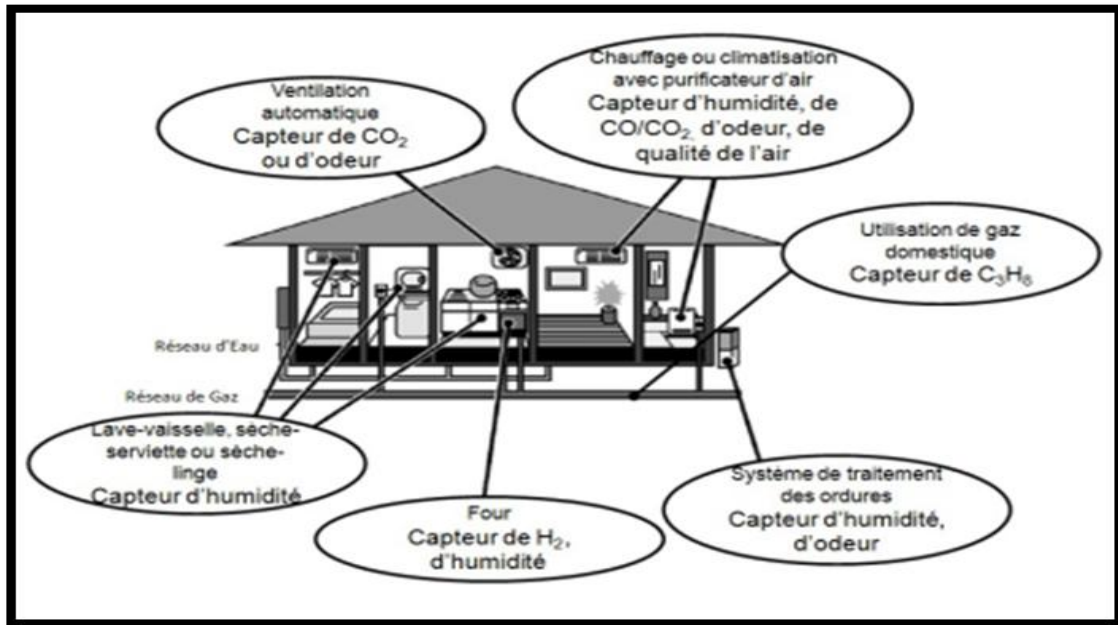 Ventilation
automatique
Capteur de CO₂
ou d'odeur
Chauffage ou climatisation
avec purificateur d'air
Capteur d'humidité, de
CO/CO₂, d'odeur, de
qualité de l'air
Utilisation de gaz
domestique
Capteur de C₃H₈
Réseau d'Eau
Réseau de Gaz
Lave-vaisselle, sèche-
serviette ou sèche-
linge
Capteur d'humidité
Four
Capteur de H₂,
d'humidité
Système de traitement
des ordures
Capteur d'humidité,
d'odeur